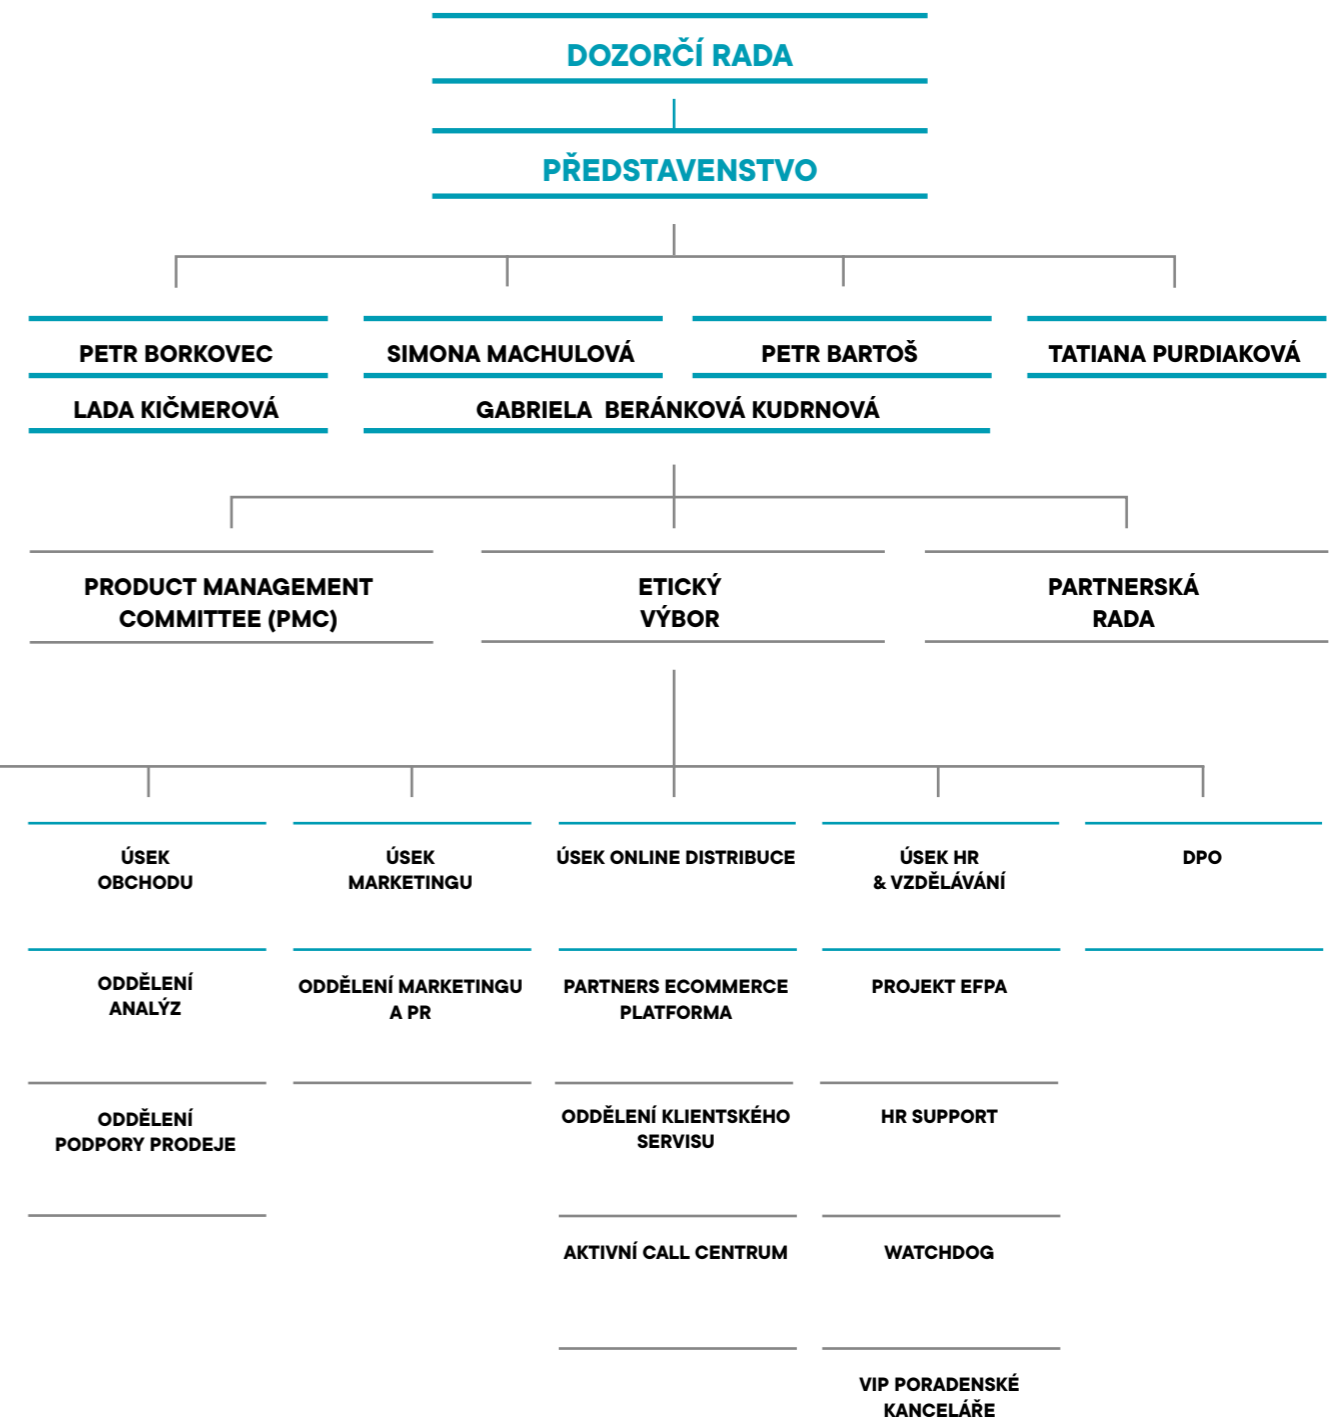 DOZORČÍ RADA
PŘEDSTAVENSTVO
PETR BORKOVEC
SIMONA MACHULOVÁ
PETR BARTOŠ
TATIANA PURDIAKOVÁ
LADA KIČMEROVÁ
GABRIELA BERÁNKOVÁ KUDRNOVÁ
PRODUCT MANAGEMENT
COMMITTEE (PMC)
ETICKÝ
VÝBOR
PARTNERSKÁ
RADA
ÚSEK
OBCHODU
ÚSEK
MARKETINGU
ÚSEK ONLINE DISTRIBUCE
ÚSEK HR
& VZDĚLÁVÁNÍ
DPO
ODDĚLENÍ
ANALÝZ
ODDĚLENÍ MARKETINGU
A PR
PARTNERS ECOMMERCE
PLATFORMA
PROJEKT EFPA
ODDĚLENÍ
PODPORY PRODEJE
ODDĚLENÍ KLIENTSKÉHO
SERVISU
HR SUPPORT
AKTIVNÍ CALL CENTRUM
WATCHDOG
VIP PORADENSKÉ
KANCELÁŘE